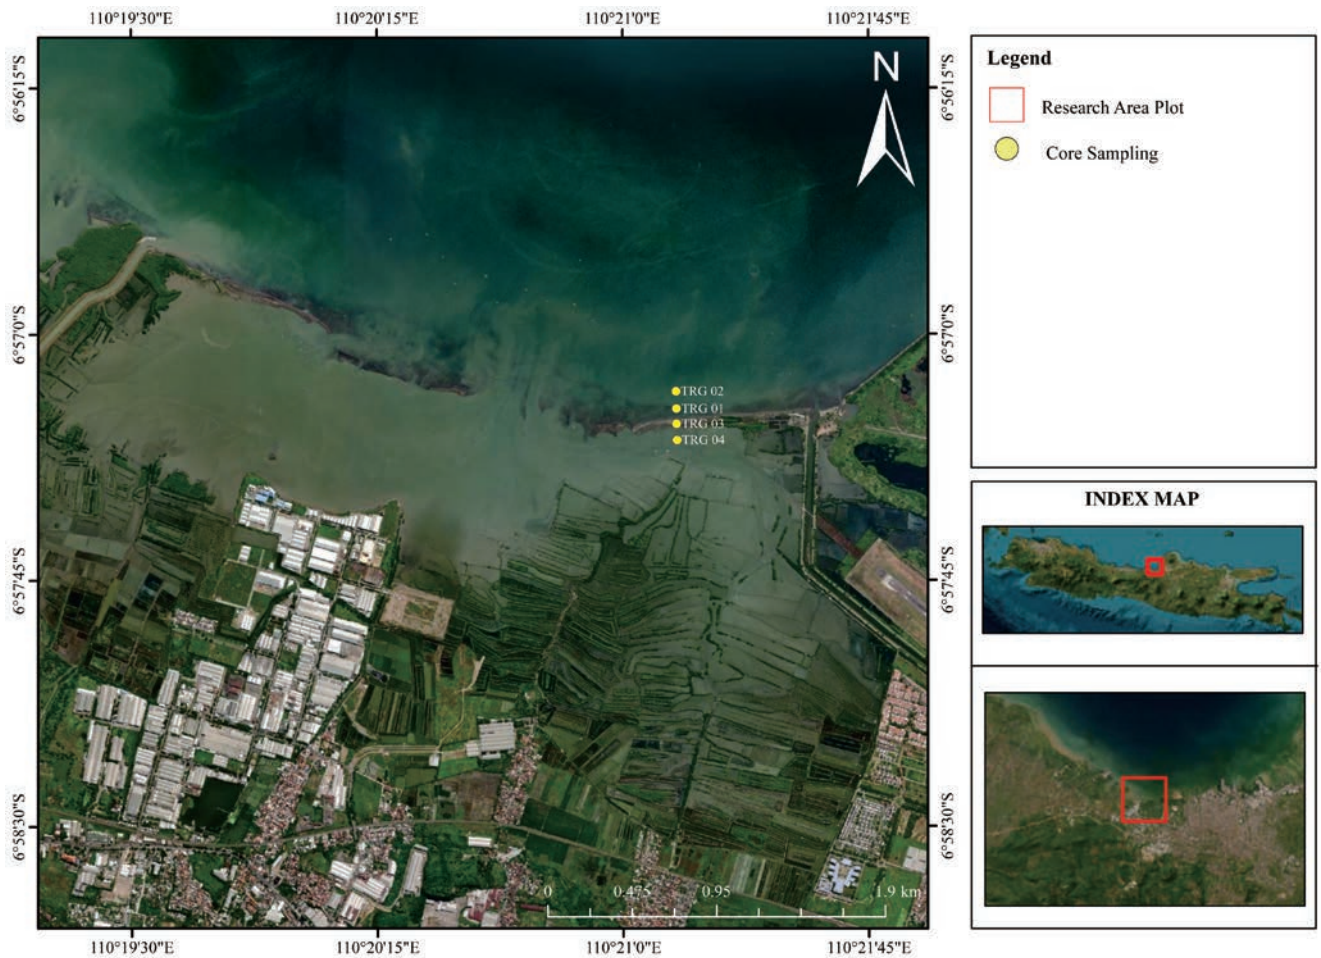 110°19'30"E 110°20'15"E 110°21'0"E 110°21'45"E
6°56'15"S
6°57'0"S
6°57'45"S
6°58'30"S
N
TRG 02
TRG 01
TRG 03
TRG 04
0 0.475 0.95 1.9 km
6°56'15"S
6°57'0"S
6°57'45"S
6°58'30"S
110°19'30"E 110°20'15"E 110°21'0"E 110°21'45"E
Legend
Research Area Plot
Core Sampling
INDEX MAP